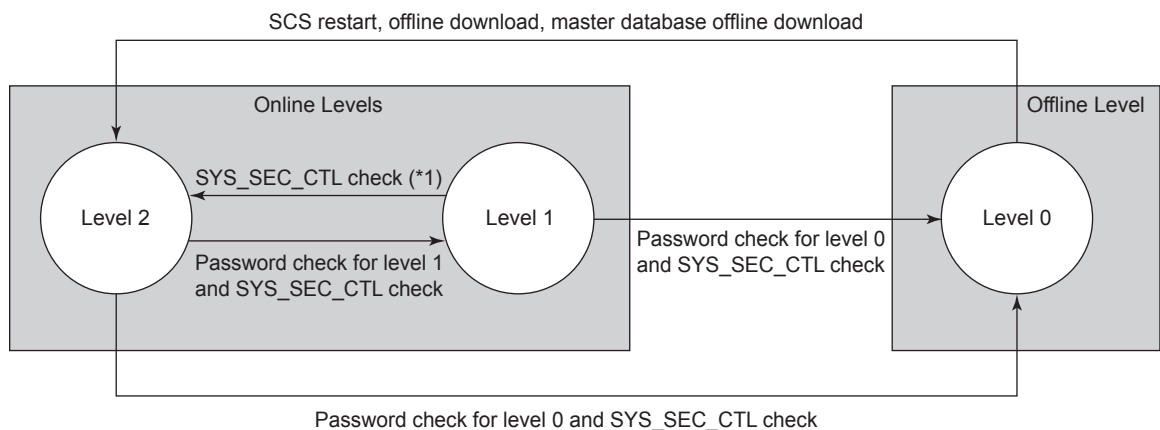 SCS restart, offline download, master database offline download
Online Levels
Offline Level
SYS_SEC_CTL check (*1)
Level 2
Level 1
Level 0
Password check for level 1
and SYS_SEC_CTL check
Password check for level 0
and SYS_SEC_CTL check
Password check for level 0 and SYS_SEC_CTL check